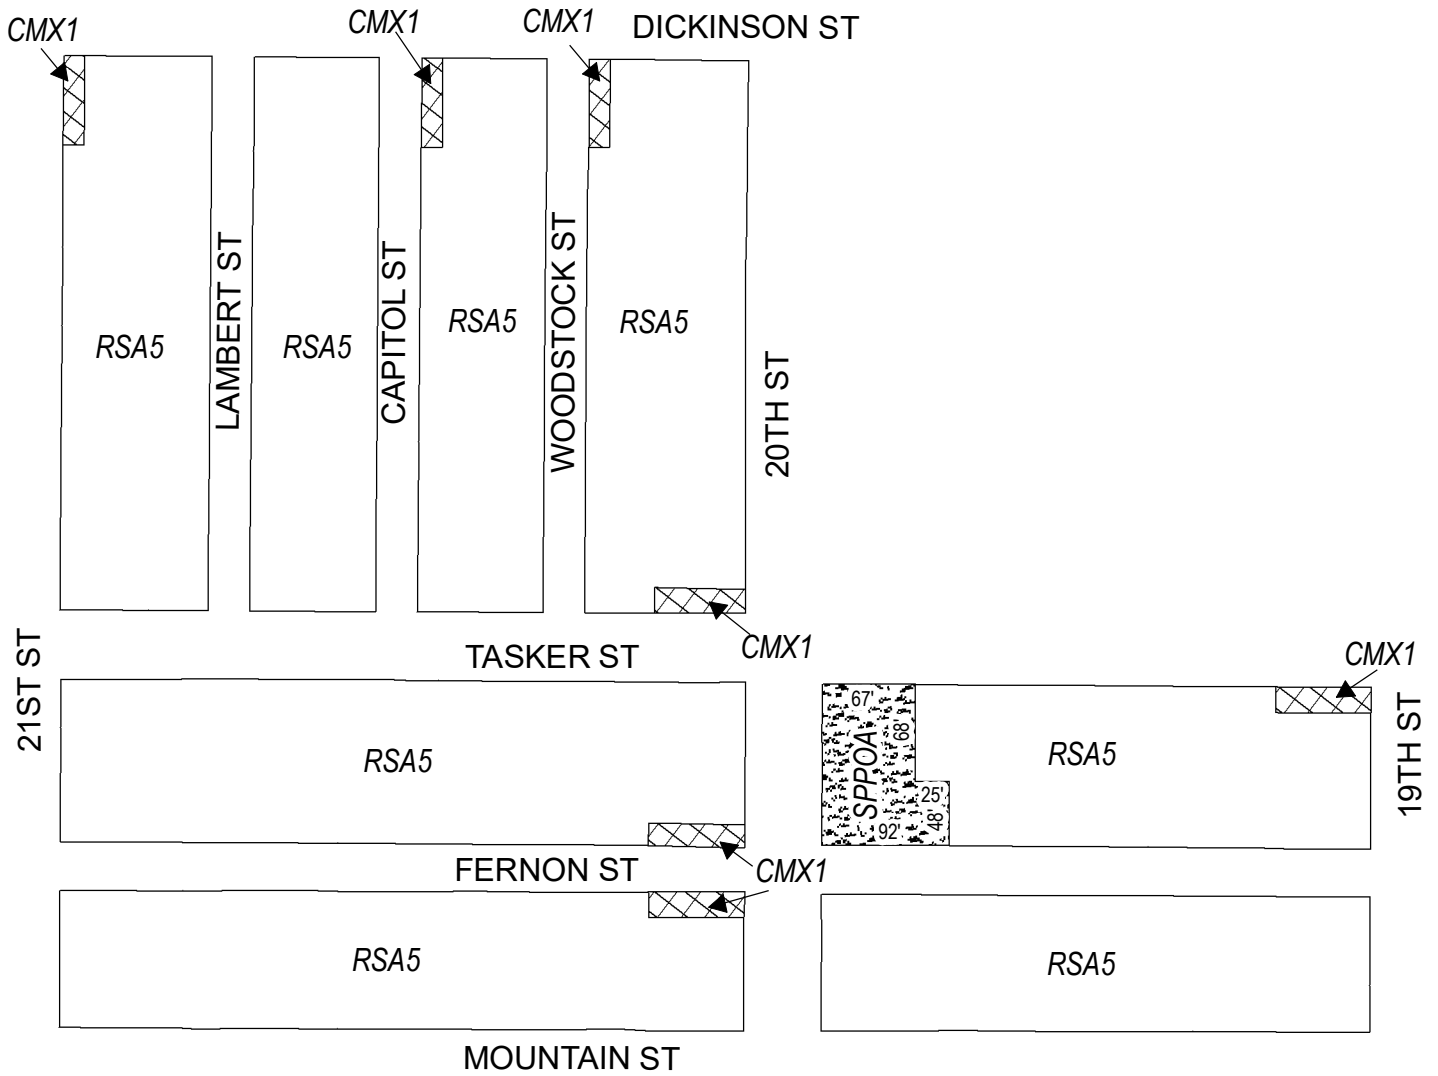 CMX1
CMX1
CMX1
DICKINSON ST
RSA5
LAMBERT ST
RSA5
CAPITOL ST
RSA5
WOODSTOCK ST
RSA5
20TH ST
CMX1
TASKER ST
21ST ST
CMX1
19TH ST
RSA5
67'
68'
SPPOA
25'
48'
92'
RSA5
FERNON ST
CMX1
RSA5
RSA5
MOUNTAIN ST